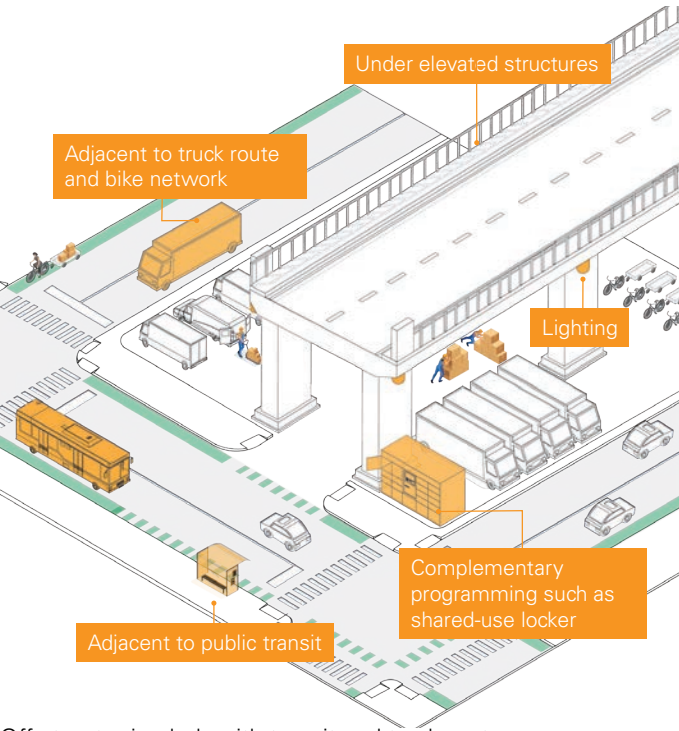 Under elevated structures
Adjacent to truck route
and bike network
Lighting
Complementary
programming such as
shared-use locker
Adjacent to public transit